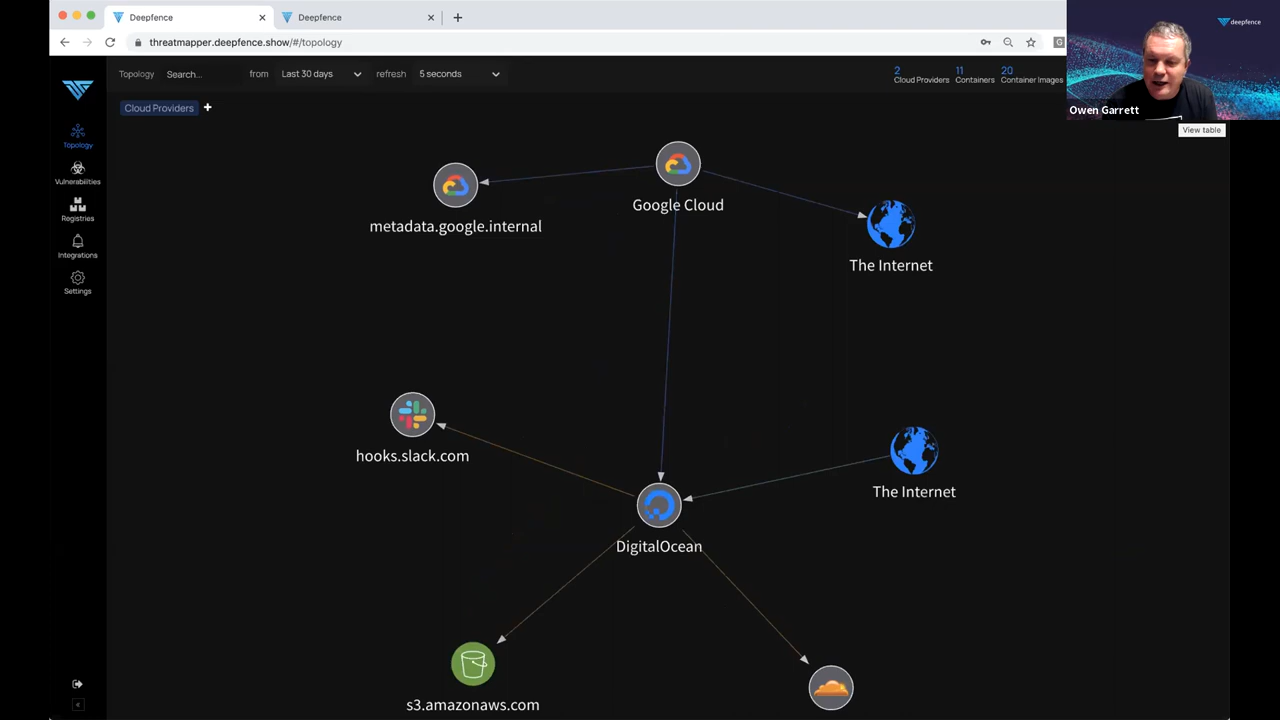 Deepfence
Deepfence
threatmapper.deepfence.show/#/topology
G
deepfence
Topology
Search...
from
Last 30 days
refresh
5 seconds
2
Cloud Providers
11
Containers
20
Container Images
Owen Garrett
View table
Cloud Providers
Topology
Vulnerabilities
Registries
Integrations
Settings
Google Cloud
metadata.google.internal
The Internet
hooks.slack.com
The Internet
DigitalOcean
s3.amazonaws.com